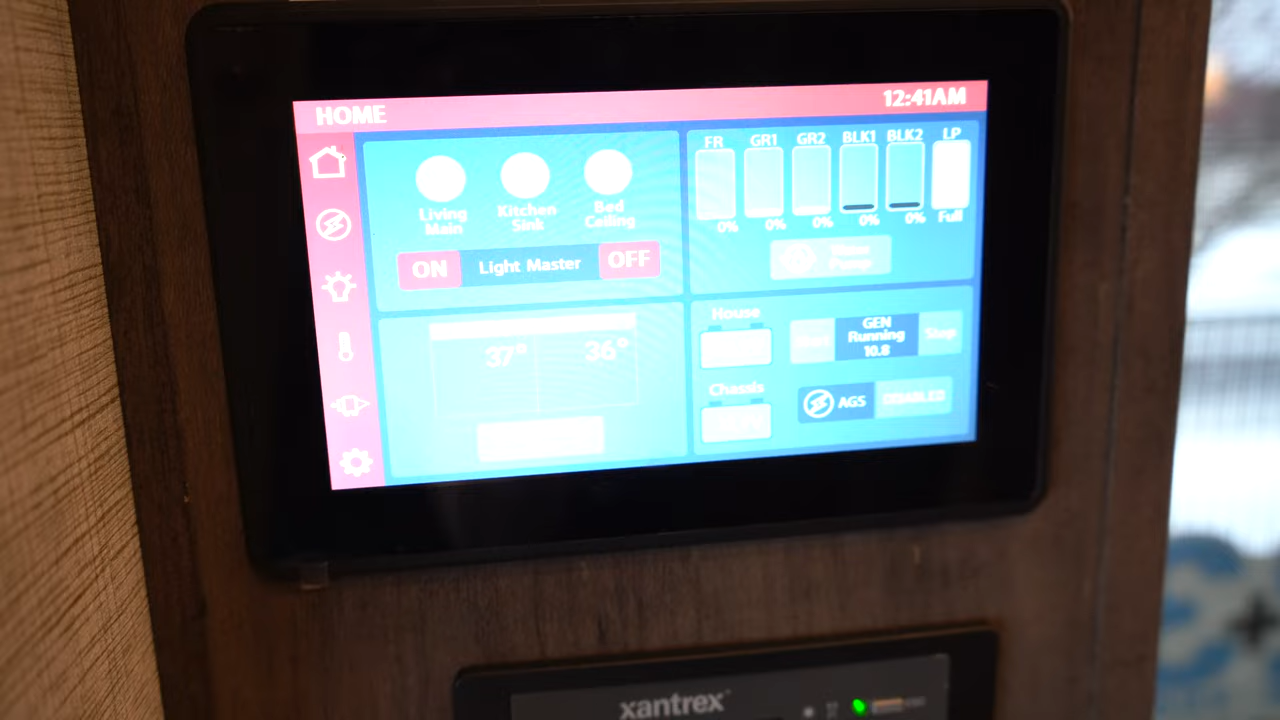 HOME
12:41AM
Living
Main
Kitchen
Sink
Bed
Ceiling
ON
Light Master
OFF
FR
GR1
GR2
BLK1
BLK2
LP
0%
0%
0%
0%
0%
Full
37°
36°
House
GEN
Running
10.8
Stop
Chassis
AGS
DISABLED
xantrex